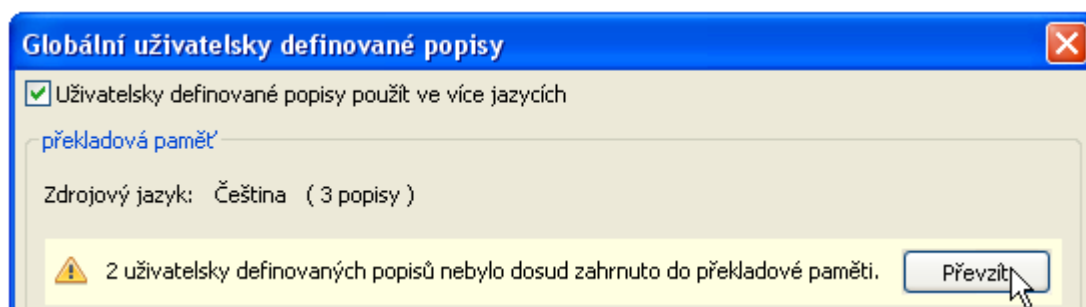 Globální uživatelsky definované popisy
Uživatelsky definované popisy použít ve více jazycích
překladová paměť
Zdrojový jazyk: Čeština ( 3 popisy )
2 uživatelsky definovaných popisů nebylo dosud zahrnuto do překladové paměti. Převzít